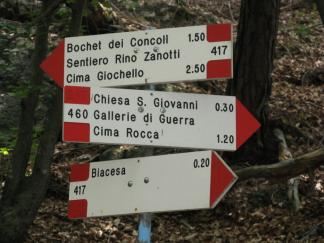 Bochet dei Concoll 1.50
Sentiero Rino Zanotti 417
Cima Giochello 2.50
Chiesa S. Giovanni 0.30
460 Gallerie di Guerra
Cima Rocca 1.20
Biacesa 0.20
417